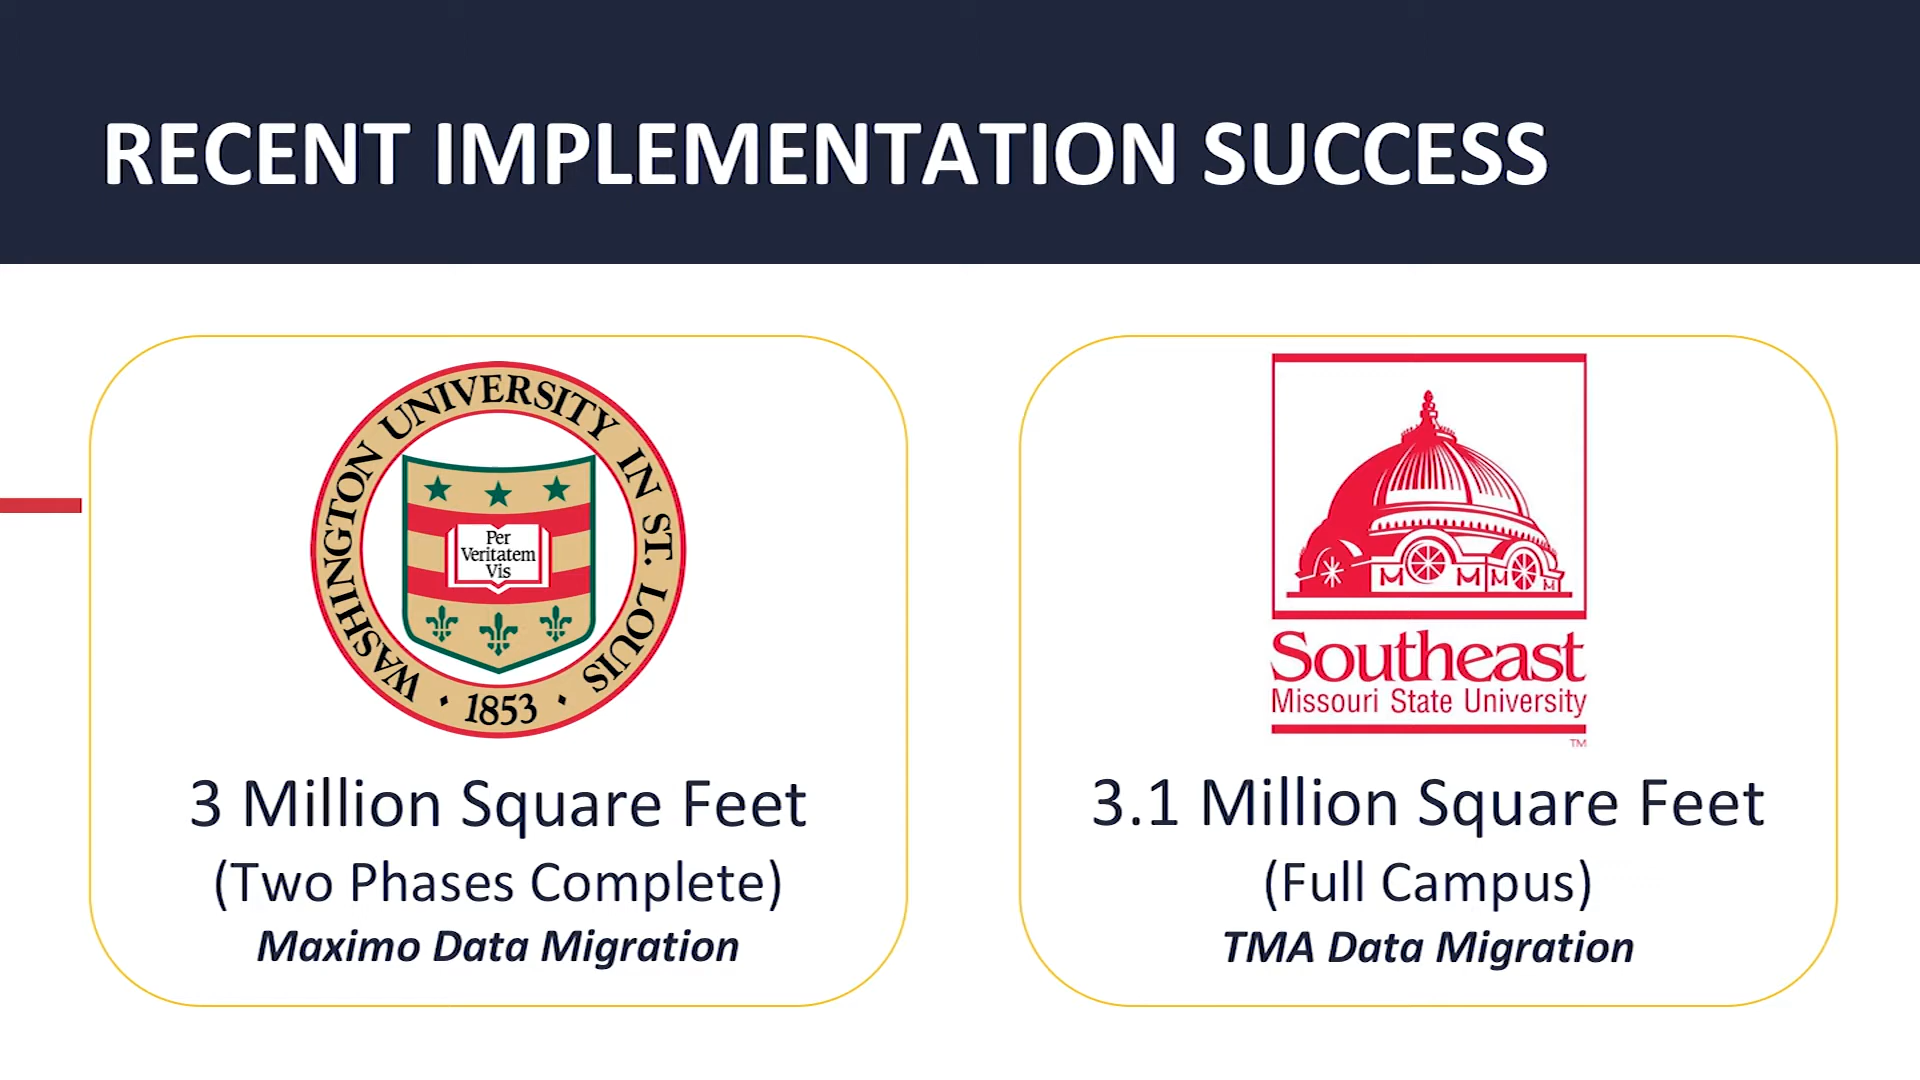 RECENT IMPLEMENTATION SUCCESS
WASHINGTON UNIVERSITY IN ST. LOUIS
Per
Veritatem
Vis
· 1853 ·
3 Million Square Feet
(Two Phases Complete)
Maximo Data Migration
Southeast
Missouri State University
TM
3.1 Million Square Feet
(Full Campus)
TMA Data Migration